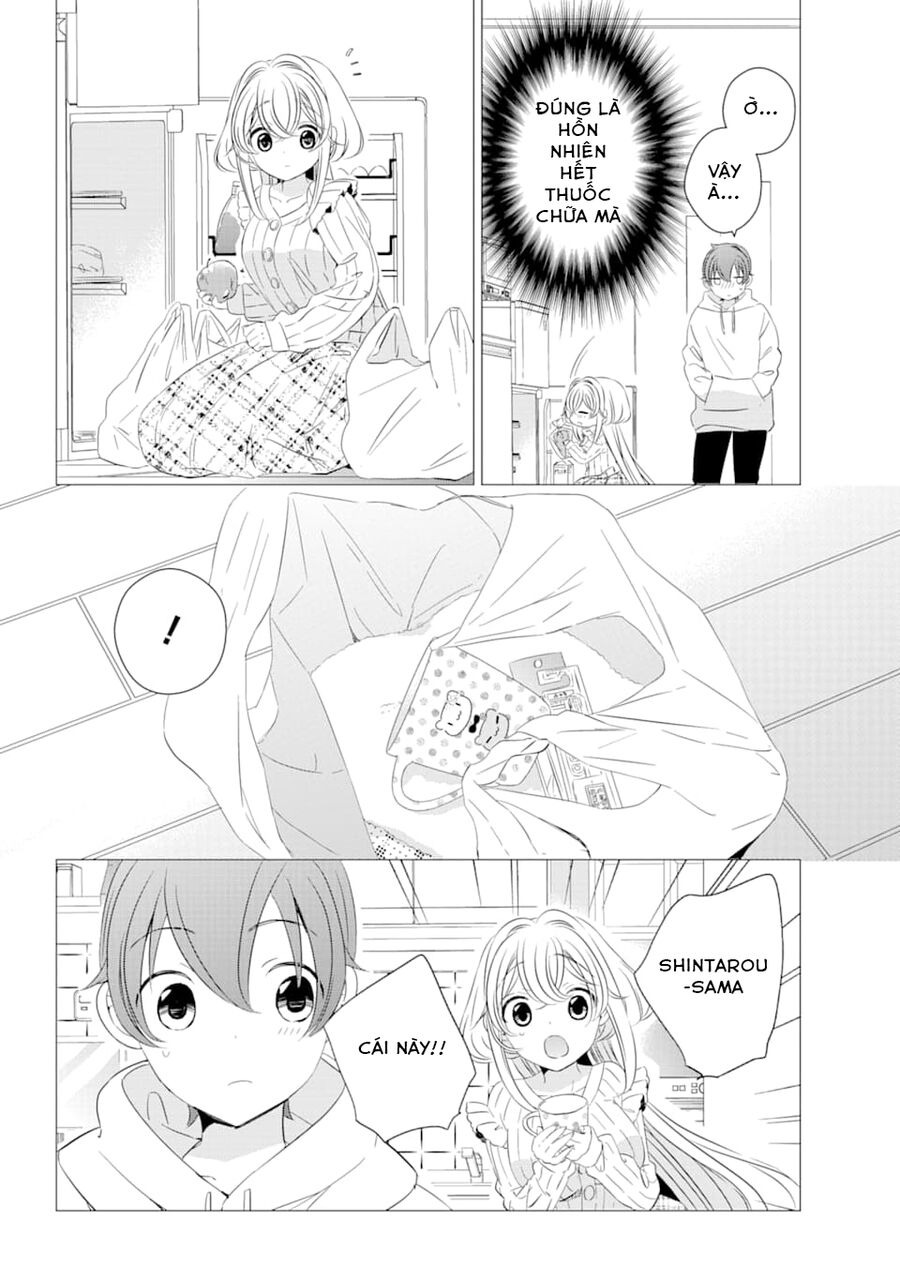 Ờ...
VẬY
À...
ĐÚNG LÀ
HỒN
NHIÊN
HẾT
THUỐC
CHỮA MÀ
!
SHINTAROU
-SAMA
CÁI NÀY!!